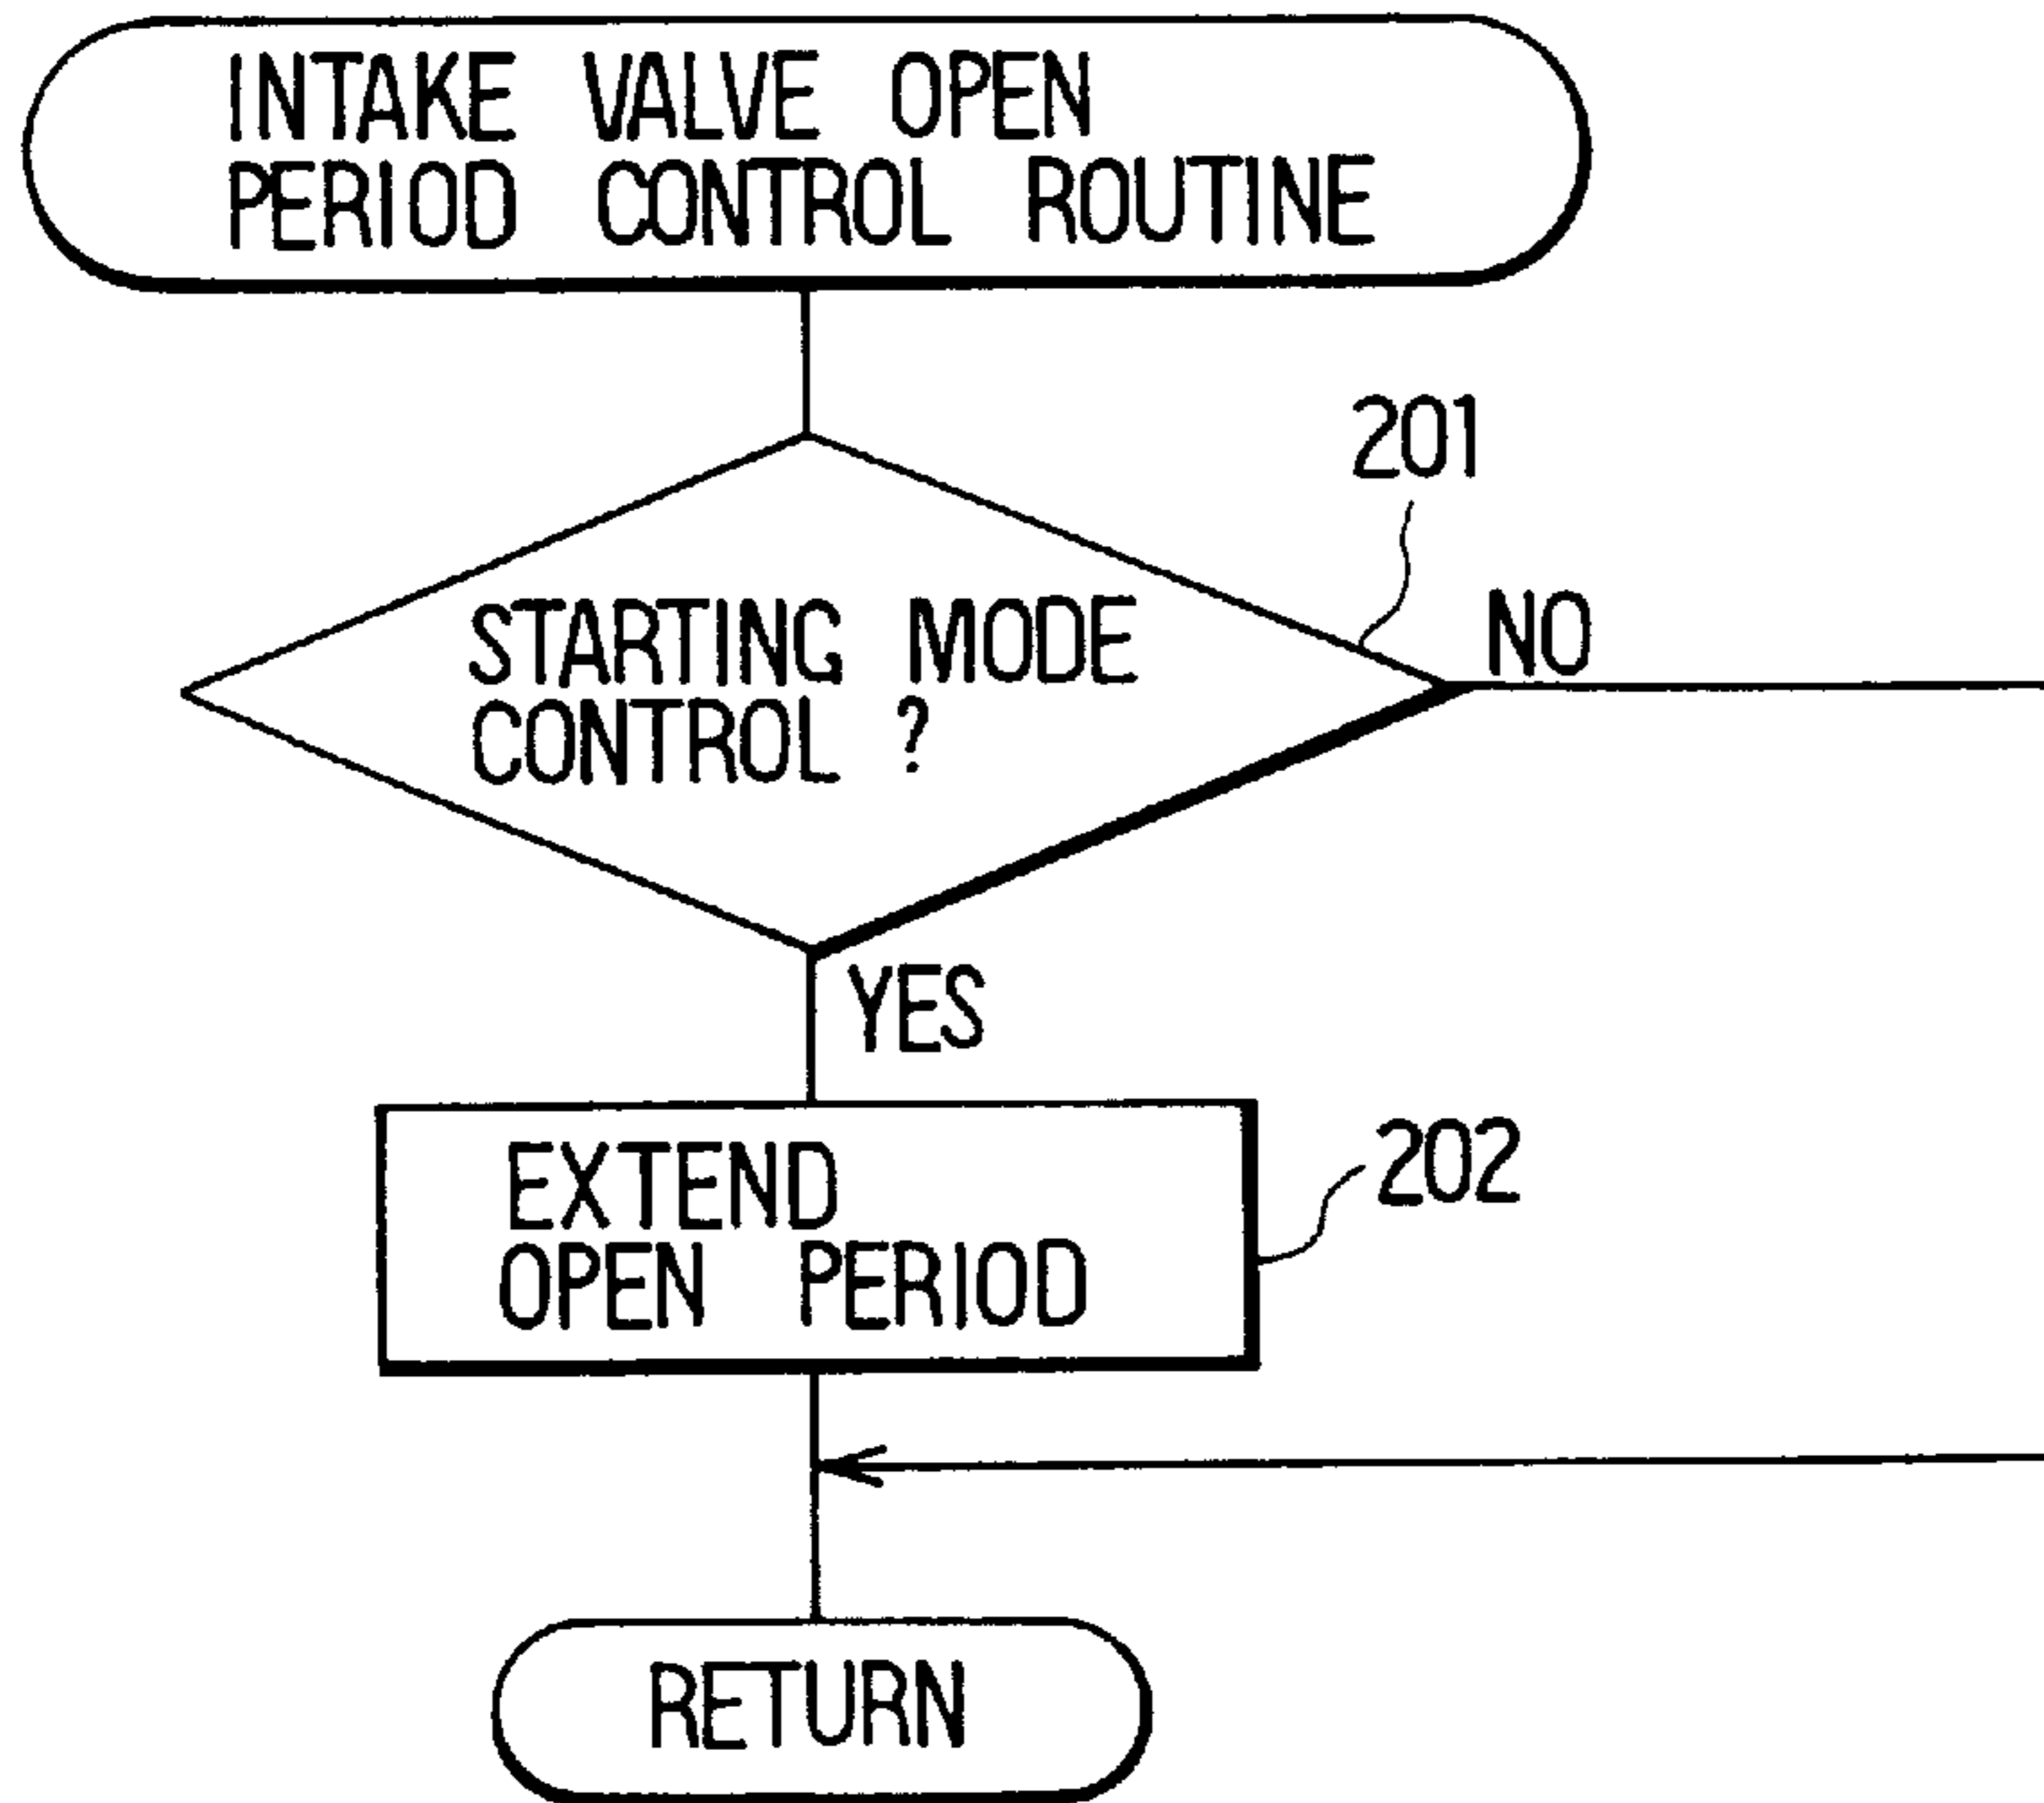 INTAKE VALVE OPEN
PERIOD CONTROL ROUTINE
201
STARTING MODE
CONTROL ?
NO
YES
EXTEND
OPEN PERIOD
202
RETURN